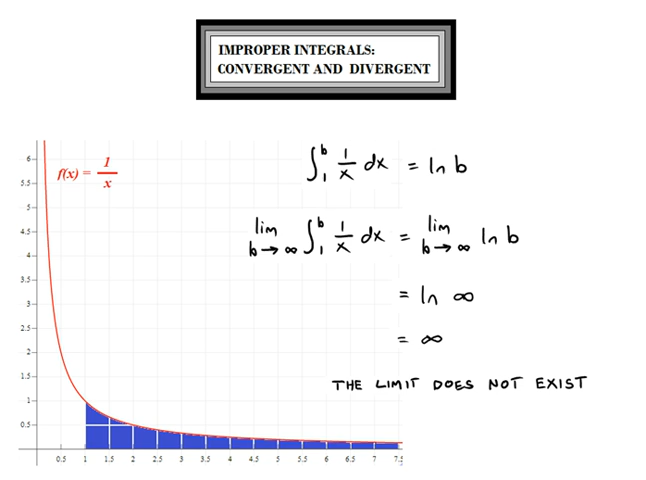 IMPROPER INTEGRALS:
CONVERGENT AND DIVERGENT
f(x) = 1/x
∫₁ᵇ 1/x dx = ln b
lim b→∞ ∫₁ᵇ 1/x dx = lim b→∞ ln b
= ln ∞
= ∞
THE LIMIT DOES NOT EXIST
6
5.5
5
4.5
4
3.5
3
2.5
2
1.5
1
0.5
0.5 1 1.5 2 2.5 3 3.5 4 4.5 5 5.5 6 6.5 7 7.5